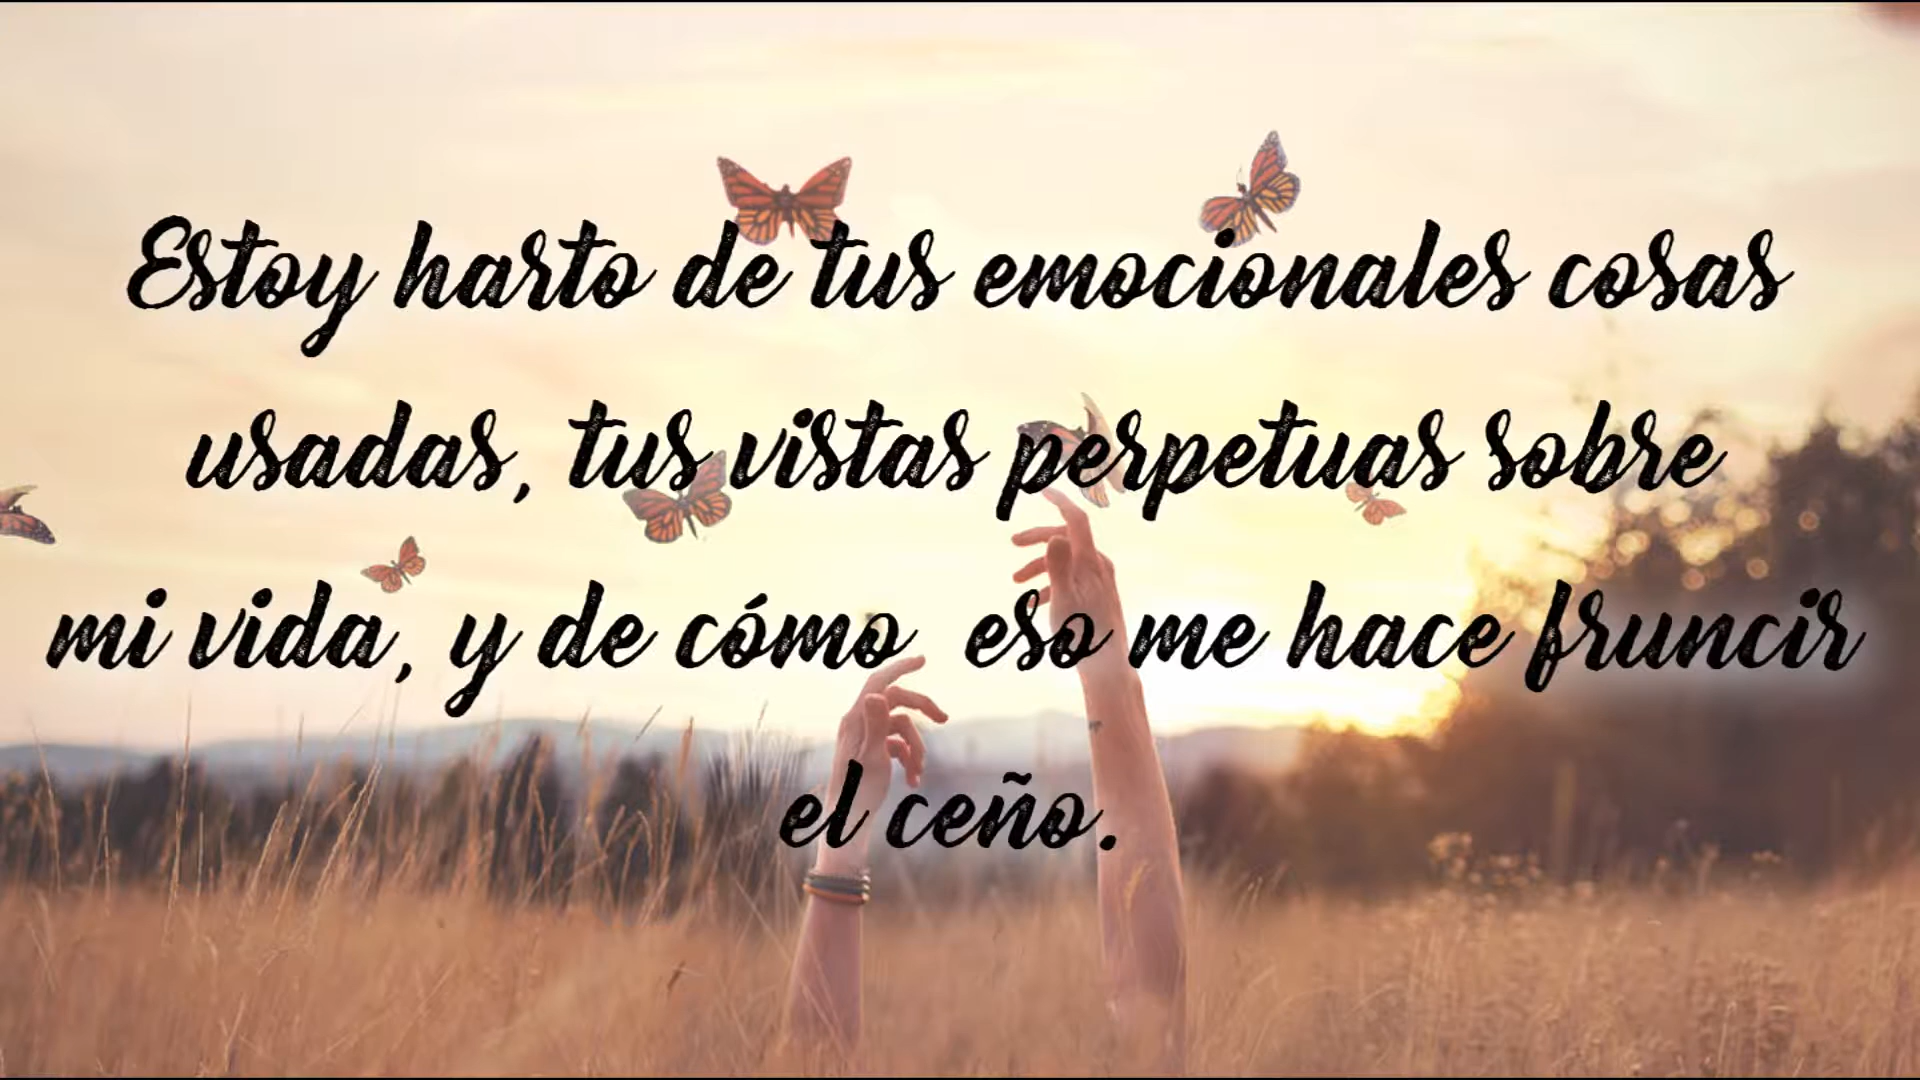 Estoy harto de tus emocionales cosas
usadas, tus vistas perpetuas sobre
mi vida, y de cómo eso me hace fruncir
el ceño.